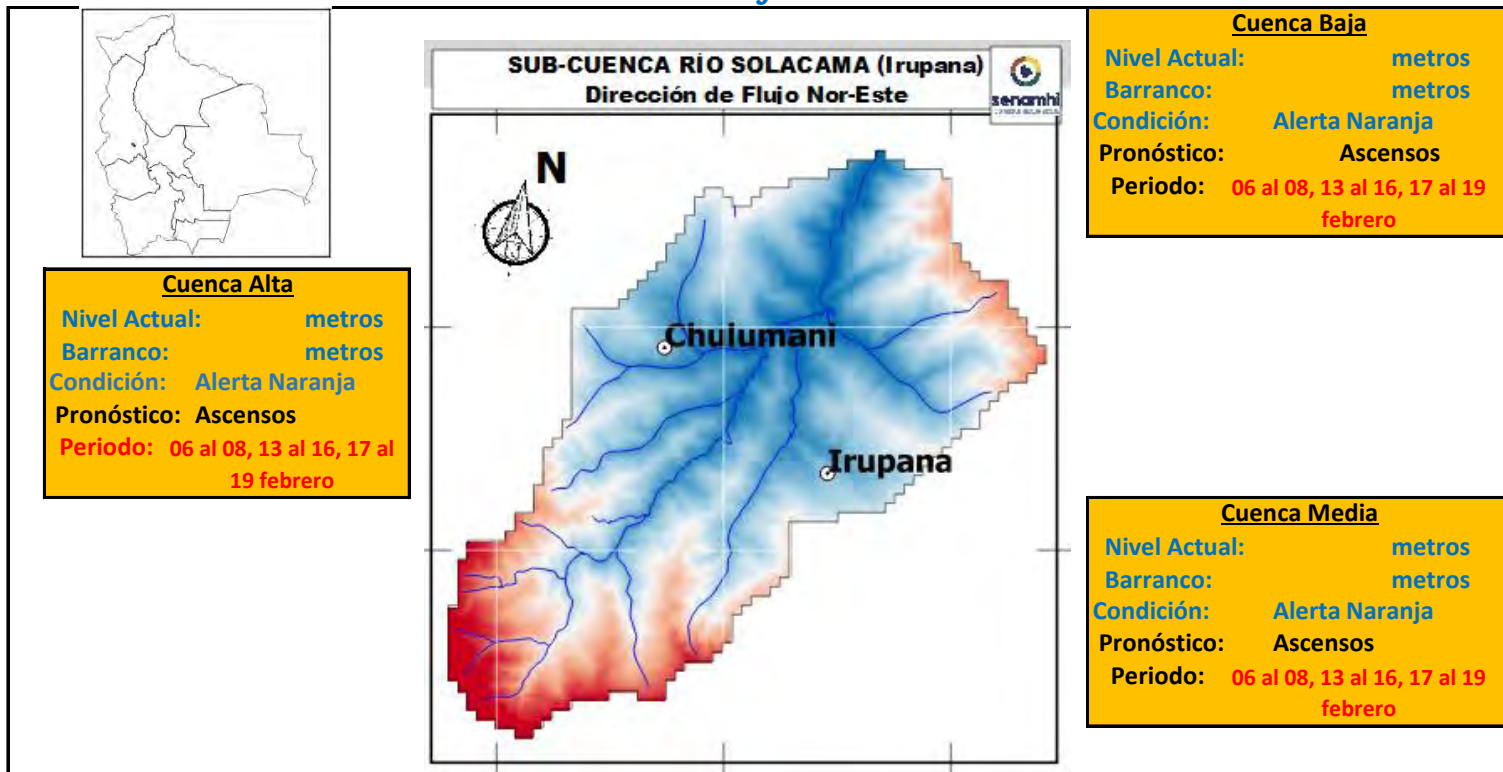 SUB-CUENCA RÍO SOLACAMA (Irupana)
Dirección de Flujo Nor-Este
senamhi
N
Chulumani
Irupana
Cuenca Alta
Nivel Actual: metros
Barranco: metros
Condición: Alerta Naranja
Pronóstico: Ascensos
Periodo: 06 al 08, 13 al 16, 17 al
19 febrero
Cuenca Baja
Nivel Actual: metros
Barranco: metros
Condición: Alerta Naranja
Pronóstico: Ascensos
Periodo: 06 al 08, 13 al 16, 17 al 19
febrero
Cuenca Media
Nivel Actual: metros
Barranco: metros
Condición: Alerta Naranja
Pronóstico: Ascensos
Periodo: 06 al 08, 13 al 16, 17 al 19
febrero